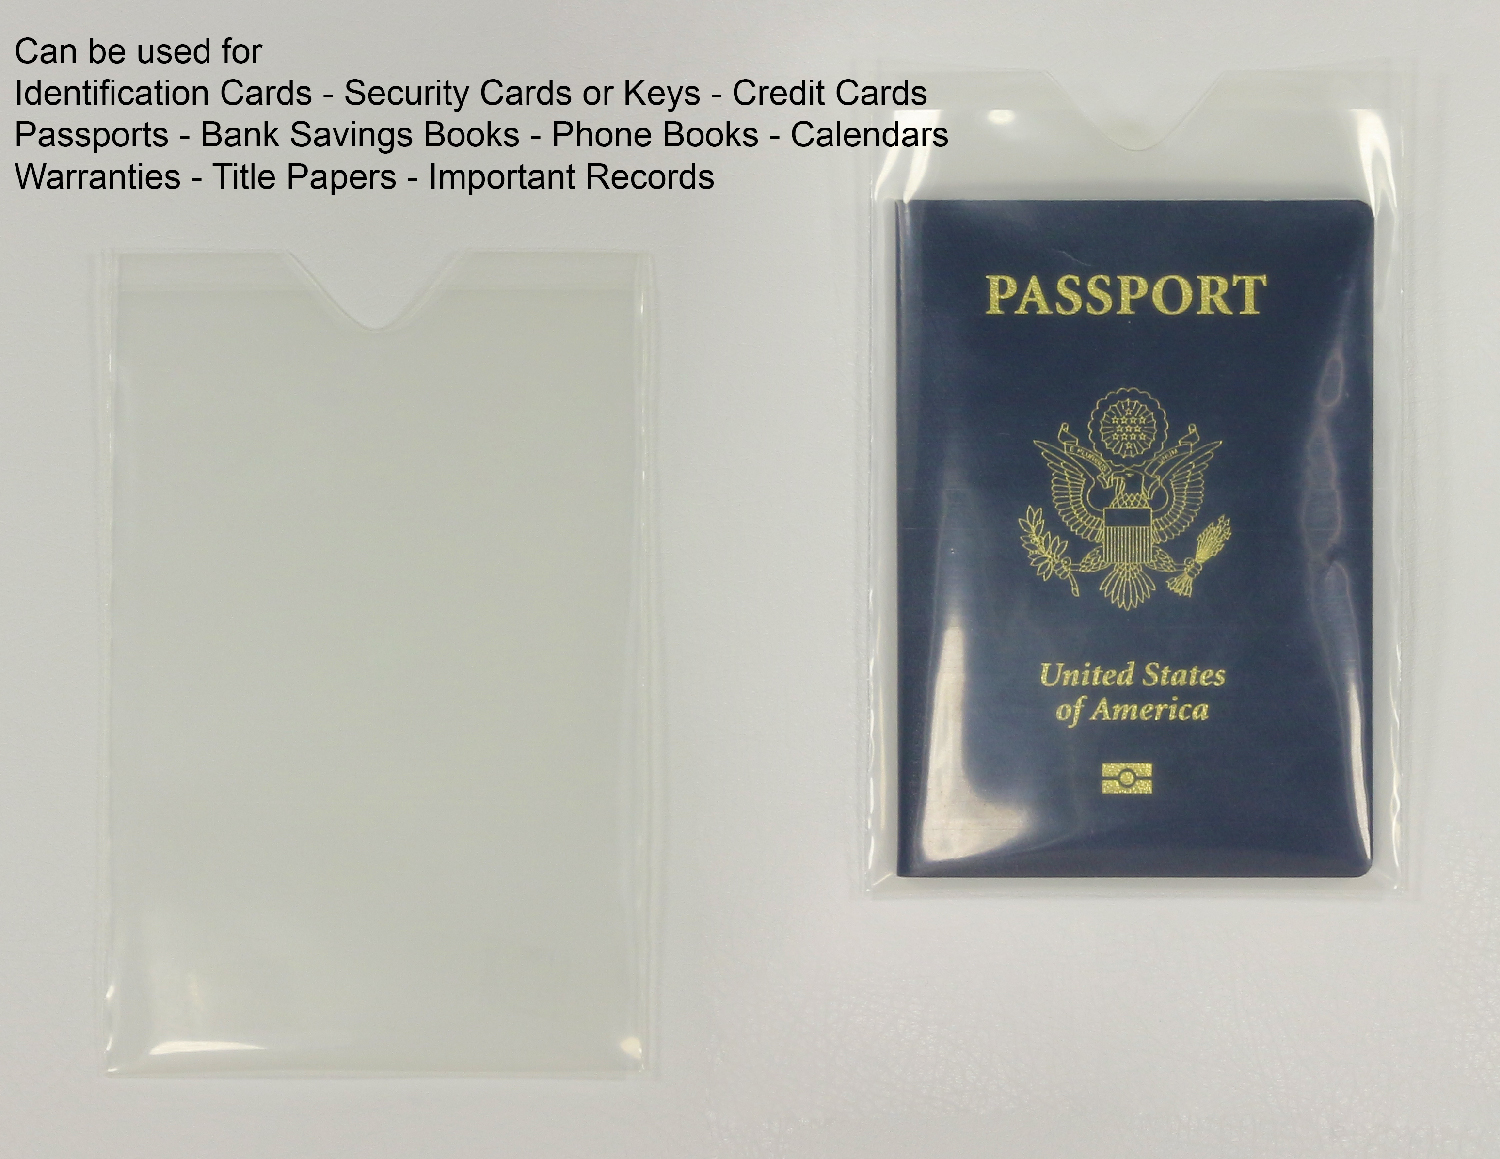 Can be used for
Identification Cards - Security Cards or Keys - Credit Cards
Passports - Bank Savings Books - Phone Books - Calendars
Warranties - Title Papers - Important Records
PASSPORT
United States
of America